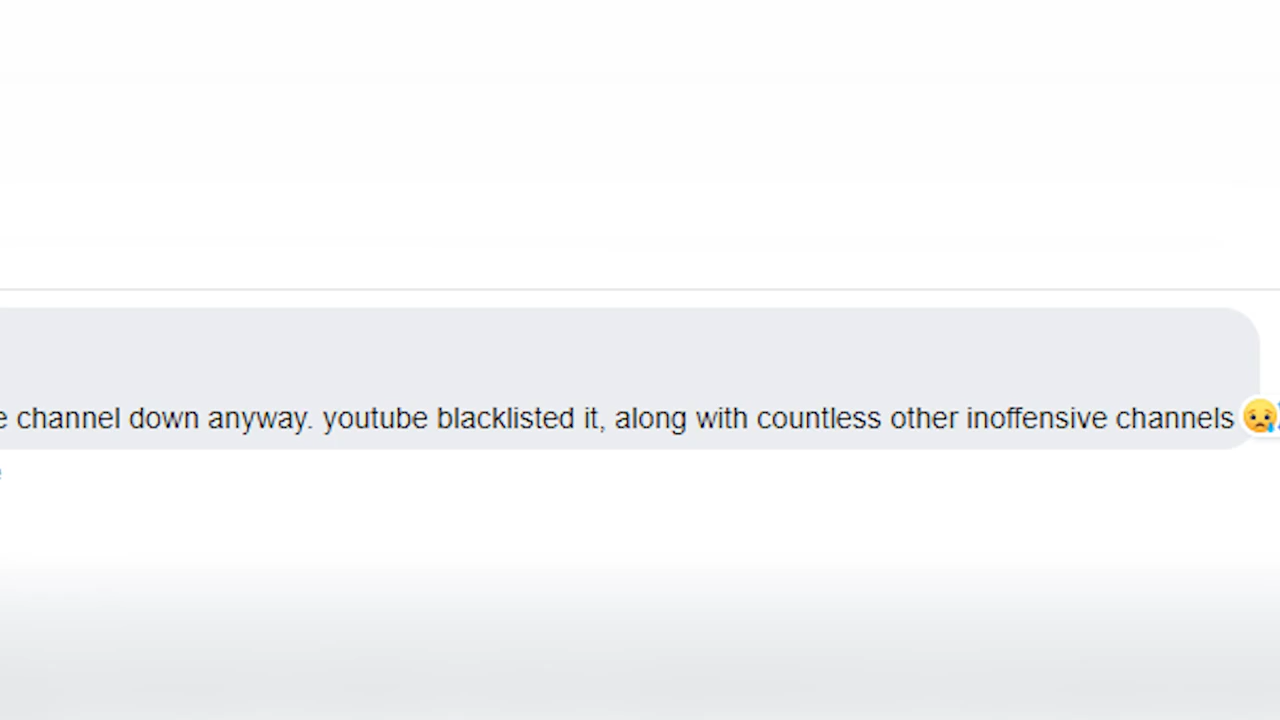 e channel down anyway. youtube blacklisted it, along with countless other inoffensive channels